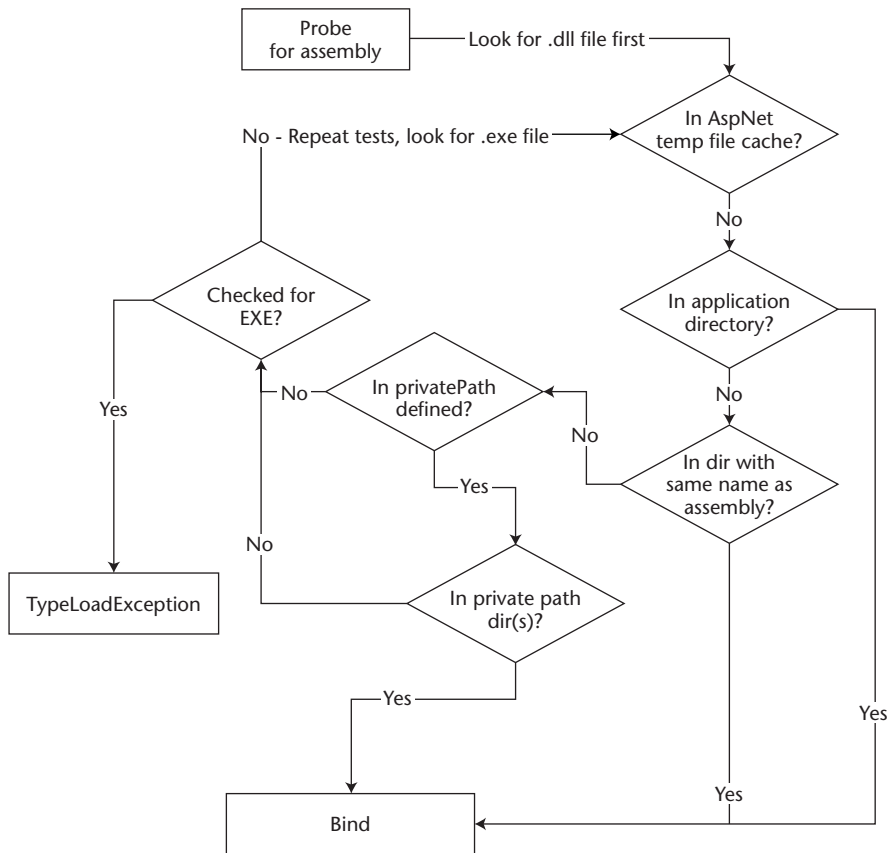 Probe
for assembly
Look for .dll file first
In AspNet
temp file cache?
No - Repeat tests, look for .exe file
No
In application
directory?
Checked for
EXE?
No
In privatePath
defined?
No
Yes
No
In dir with
same name as
assembly?
Yes
No
In private path
dir(s)?
TypeLoadException
Yes
Yes
Yes
Bind